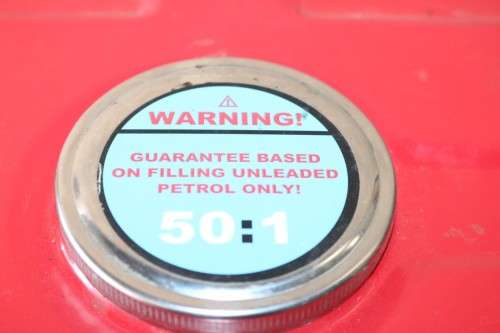 WARNING!
GUARANTEE BASED
ON FILLING UNLEADED
PETROL ONLY!
50:1